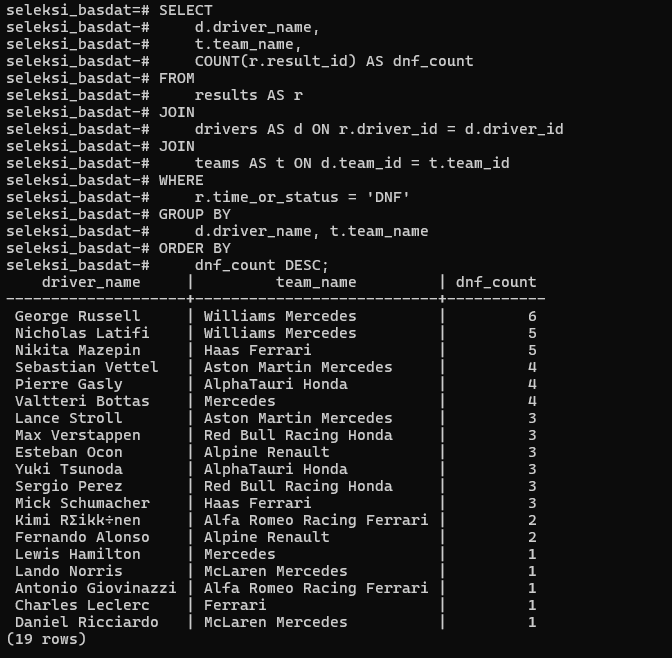 seleksi_basdat=# SELECT
seleksi_basdat-#     d.driver_name,
seleksi_basdat-#     t.team_name,
seleksi_basdat-#     COUNT(r.result_id) AS dnf_count
seleksi_basdat-# FROM
seleksi_basdat-#     results AS r
seleksi_basdat-# JOIN
seleksi_basdat-#     drivers AS d ON r.driver_id = d.driver_id
seleksi_basdat-# JOIN
seleksi_basdat-#     teams AS t ON d.team_id = t.team_id
seleksi_basdat-# WHERE
seleksi_basdat-#     r.time_or_status = 'DNF'
seleksi_basdat-# GROUP BY
seleksi_basdat-#     d.driver_name, t.team_name
seleksi_basdat-# ORDER BY
seleksi_basdat-#     dnf_count DESC;
    driver_name     |         team_name         | dnf_count
--------------------+---------------------------+-----------
 George Russell     | Williams Mercedes         |         6
 Nicholas Latifi    | Williams Mercedes         |         5
 Nikita Mazepin     | Haas Ferrari              |         5
 Sebastian Vettel   | Aston Martin Mercedes     |         4
 Pierre Gasly       | AlphaTauri Honda          |         4
 Valtteri Bottas    | Mercedes                  |         4
 Lance Stroll       | Aston Martin Mercedes     |         3
 Max Verstappen     | Red Bull Racing Honda     |         3
 Esteban Ocon       | Alpine Renault            |         3
 Yuki Tsunoda       | AlphaTauri Honda          |         3
 Sergio Perez       | Red Bull Racing Honda     |         3
 Mick Schumacher    | Haas Ferrari              |         3
 Kimi RΣikk÷nen     | Alfa Romeo Racing Ferrari |         2
 Fernando Alonso    | Alpine Renault            |         2
 Lewis Hamilton     | Mercedes                  |         1
 Lando Norris       | McLaren Mercedes          |         1
 Antonio Giovinazzi | Alfa Romeo Racing Ferrari |         1
 Charles Leclerc    | Ferrari                   |         1
 Daniel Ricciardo   | McLaren Mercedes          |         1
(19 rows)